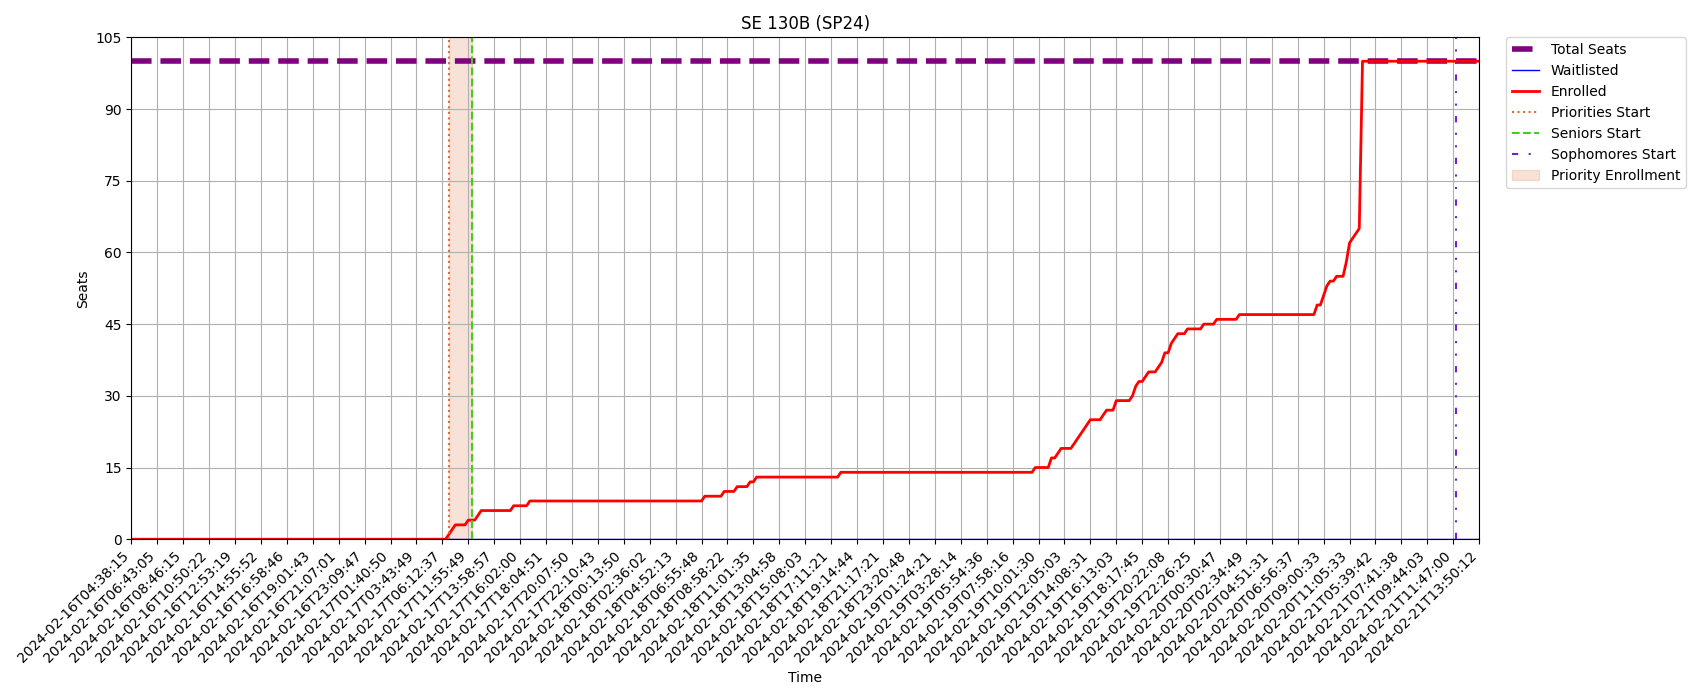 SE 130B (SP24)
105
90
75
60
45
30
15
0
Seats
Total Seats
Waitlisted
Enrolled
Priorities Start
Seniors Start
Sophomores Start
Priority Enrollment
2024-02-16T04:38:15
2024-02-16T06:43:05
2024-02-16T08:46:15
2024-02-16T10:50:22
2024-02-16T12:53:19
2024-02-16T14:55:52
2024-02-16T16:58:46
2024-02-16T19:01:43
2024-02-16T21:07:01
2024-02-16T23:09:47
2024-02-17T01:40:50
2024-02-17T03:43:49
2024-02-17T06:12:37
2024-02-17T11:55:49
2024-02-17T13:58:57
2024-02-17T16:02:00
2024-02-17T18:04:51
2024-02-17T20:07:50
2024-02-17T22:10:43
2024-02-18T00:13:50
2024-02-18T02:36:02
2024-02-18T04:52:13
2024-02-18T06:55:48
2024-02-18T08:58:22
2024-02-18T11:01:35
2024-02-18T13:04:58
2024-02-18T15:08:03
2024-02-18T17:11:21
2024-02-18T19:14:44
2024-02-18T21:17:21
2024-02-18T23:20:48
2024-02-19T01:24:21
2024-02-19T03:28:14
2024-02-19T05:54:36
2024-02-19T07:58:16
2024-02-19T10:01:30
2024-02-19T12:05:03
2024-02-19T14:08:31
2024-02-19T16:13:03
2024-02-19T18:17:45
2024-02-19T20:22:08
2024-02-19T22:26:25
2024-02-20T00:30:47
2024-02-20T02:34:49
2024-02-20T04:51:31
2024-02-20T06:56:37
2024-02-20T09:00:33
2024-02-20T11:05:33
2024-02-21T05:39:42
2024-02-21T07:41:38
2024-02-21T09:44:03
2024-02-21T11:47:00
2024-02-21T13:50:12
Time